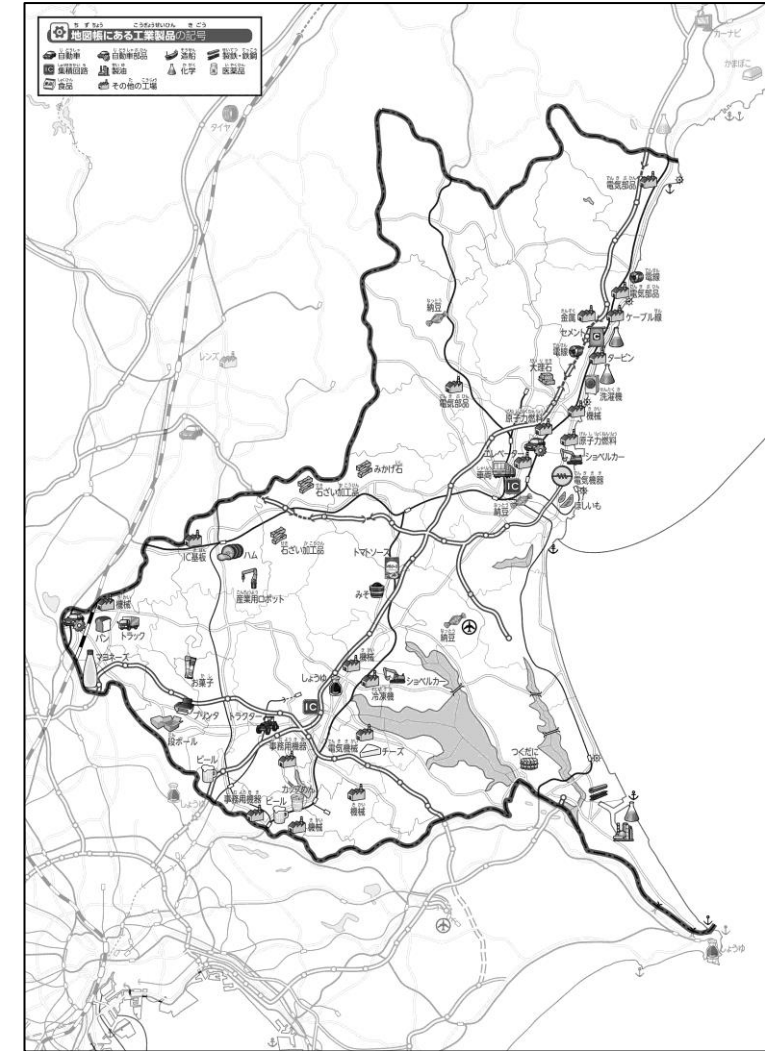 地図帳にある工業製品の記号
自動車
自動車部品
造船
製鉄・鉄鋼
IC
集積回路
製油
化学
医薬品
食品
その他の工場
カーナビ
かまぼこ
タイヤ
電気部品
電線
電気部品
納豆
金属
ケーブル線
セメント
レンズ
電線
タービン
大理石
洗濯機
電気部品
機械
原子力燃料
原子力燃料
エレベーター
ショベルカー
みかげ石
車両
電気機器
石ざい加工品
IC
ほしいも
納豆
IC基板
ハム
石ざい加工品
トマトソース
産業用ロボット
みそ
機械
パン
トラック
納豆
マヨネーズ
機械
お菓子
しょうゆ
ショベルカー
冷凍機
プリンタ
トラクター
IC
段ボール
事務用機器
電気機械
チーズ
ビール
つくだに
しょうゆ
カップめん
事務用機器
ビール
機械
機械
しょうゆ